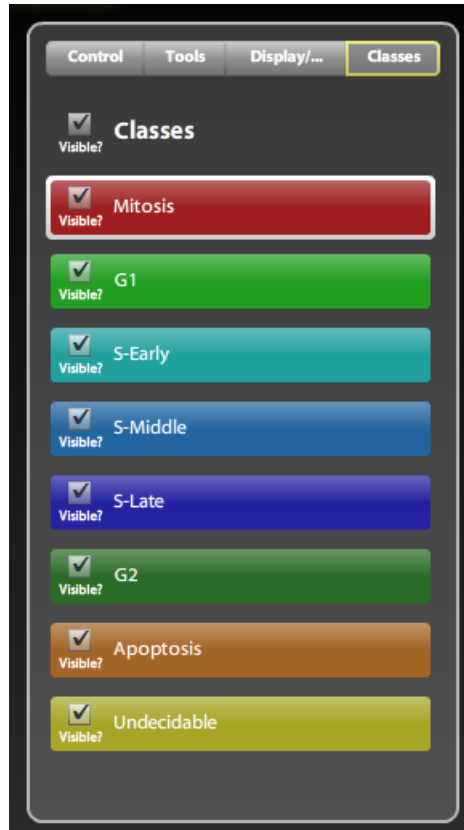 Control Tools Display/... Classes
Visible? Classes
Visible? Mitosis
Visible? G1
Visible? S-Early
Visible? S-Middle
Visible? S-Late
Visible? G2
Visible? Apoptosis
Visible? Undecidable